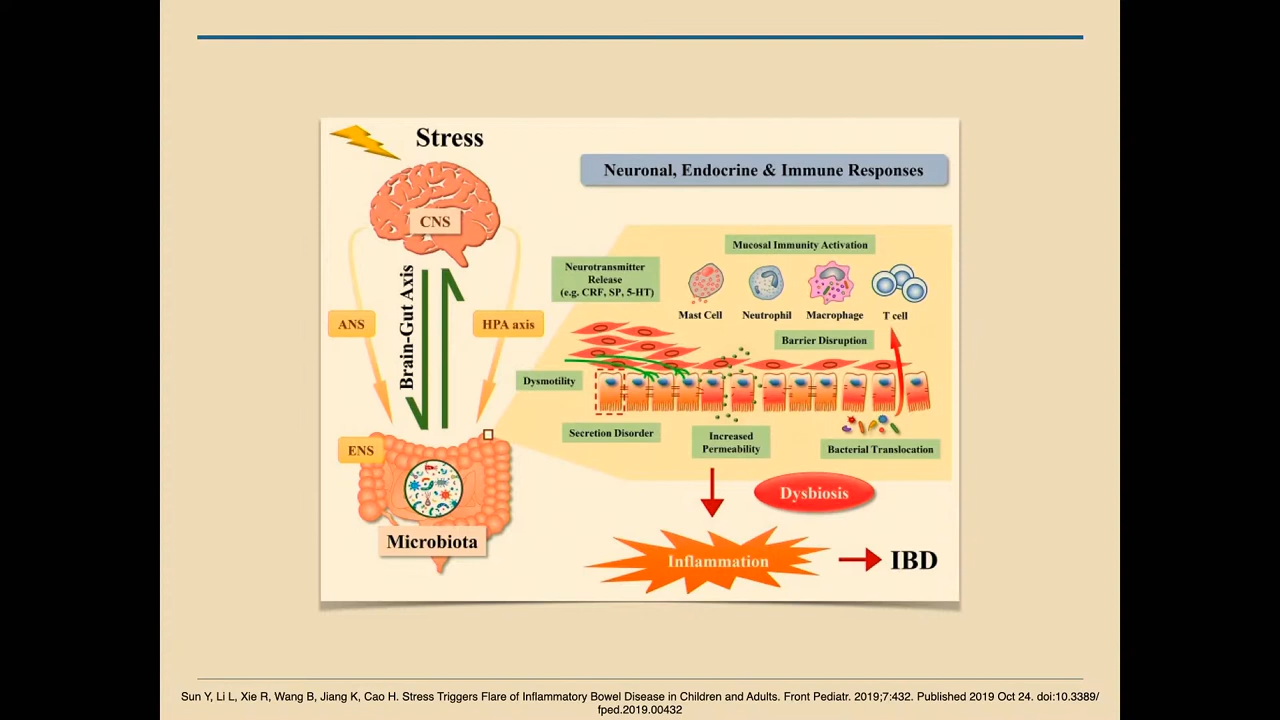 Stress
Neuronal, Endocrine & Immune Responses
CNS
Brain-Gut Axis
ANS
HPA axis
ENS
Microbiota
Mucosal Immunity Activation
Neurotransmitter
Release
(e.g. CRF, SP, 5-HT)
Mast Cell
Neutrophil
Macrophage
T cell
Barrier Disruption
Dysmotility
Secretion Disorder
Increased
Permeability
Bacterial Translocation
Dysbiosis
Inflammation
IBD
Sun Y, Li L, Xie R, Wang B, Jiang K, Cao H. Stress Triggers Flare of Inflammatory Bowel Disease in Children and Adults. Front Pediatr. 2019;7:432. Published 2019 Oct 24. doi:10.3389/
fped.2019.00432